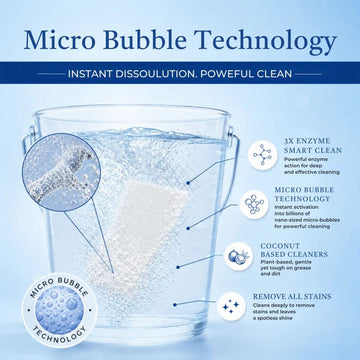 Micro Bubble Technology
INSTANT DISSOULUTION. POWEFUL CLEAN
3X ENZYME
SMART CLEAN
Powerful enzyme
action for deep
and effective cleaning
MICRO BUBBLE
TECHNOLOGY
Instant activation
into billions of
nano-sized micro-bubbles
for powerful cleaning
COCONUT
BASED CLEANERS
Plant-based, gentle
yet tough on grease
and dirt
REMOVE ALL STAINS
Cleans deeply to remove
stains and leaves
a spotless shine
MICRO BUBBLE
TECHNOLOGY